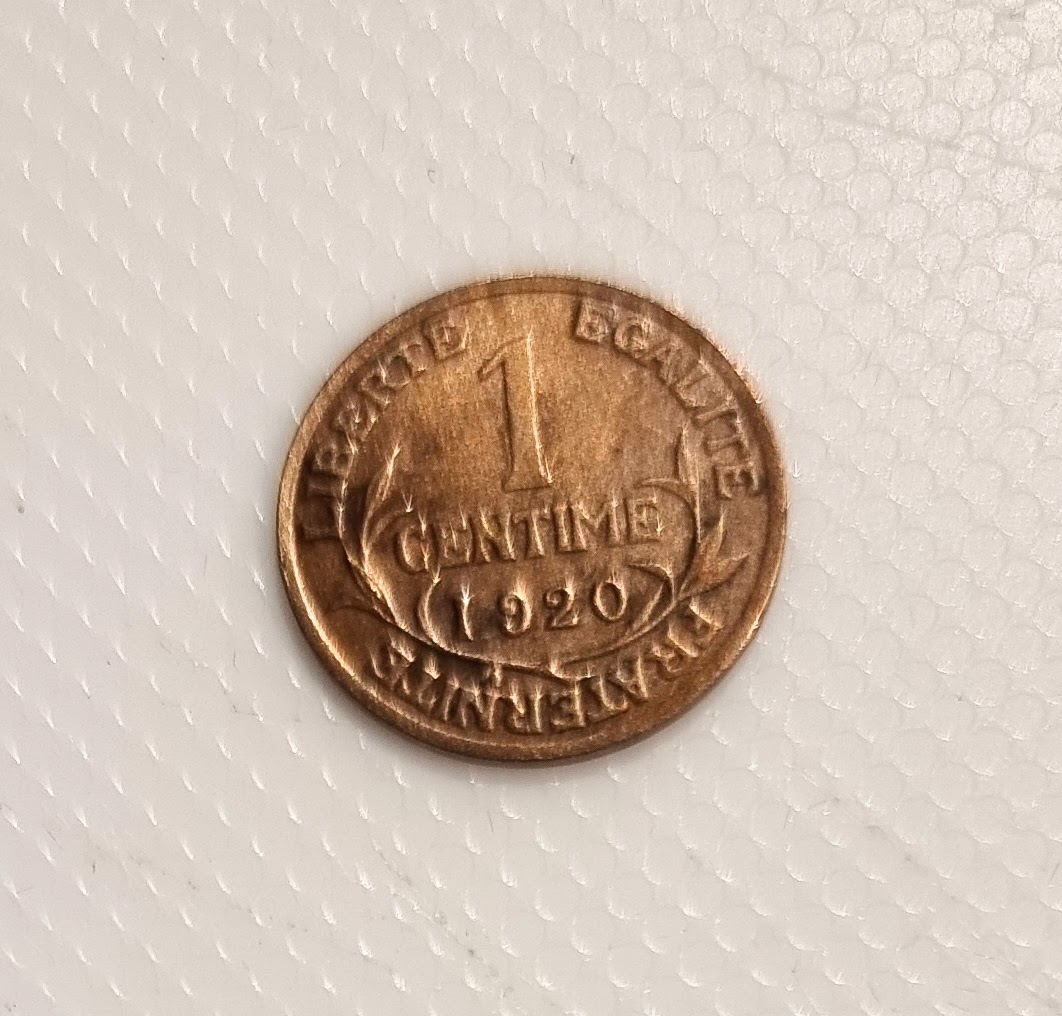 LIBERTE EGALITE
1
CENTIME
1920
FRATERNITE